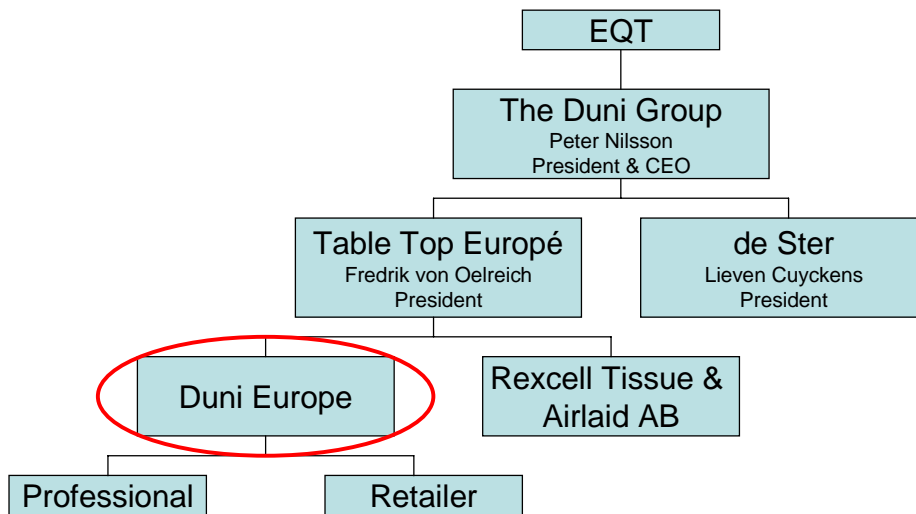 EQT
The Duni Group
Peter Nilsson
President & CEO
Table Top Europé
Fredrik von Oelreich
President
de Ster
Lieven Cuyckens
President
Duni Europe
Rexcell Tissue &
Airlaid AB
Professional
Retailer